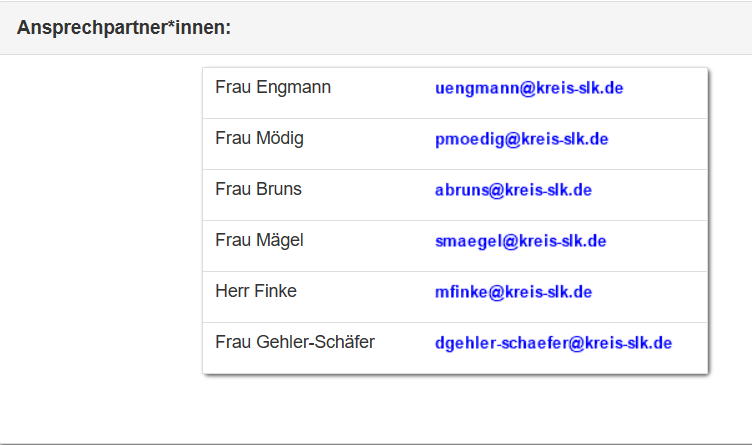 Ansprechpartner*innen:
Frau Engmann uengmann@kreis-slk.de
Frau Mödig pmoedig@kreis-slk.de
Frau Bruns abruns@kreis-slk.de
Frau Mägel smaegel@kreis-slk.de
Herr Finke mfinke@kreis-slk.de
Frau Gehler-Schäfer dgehler-schaefer@kreis-slk.de